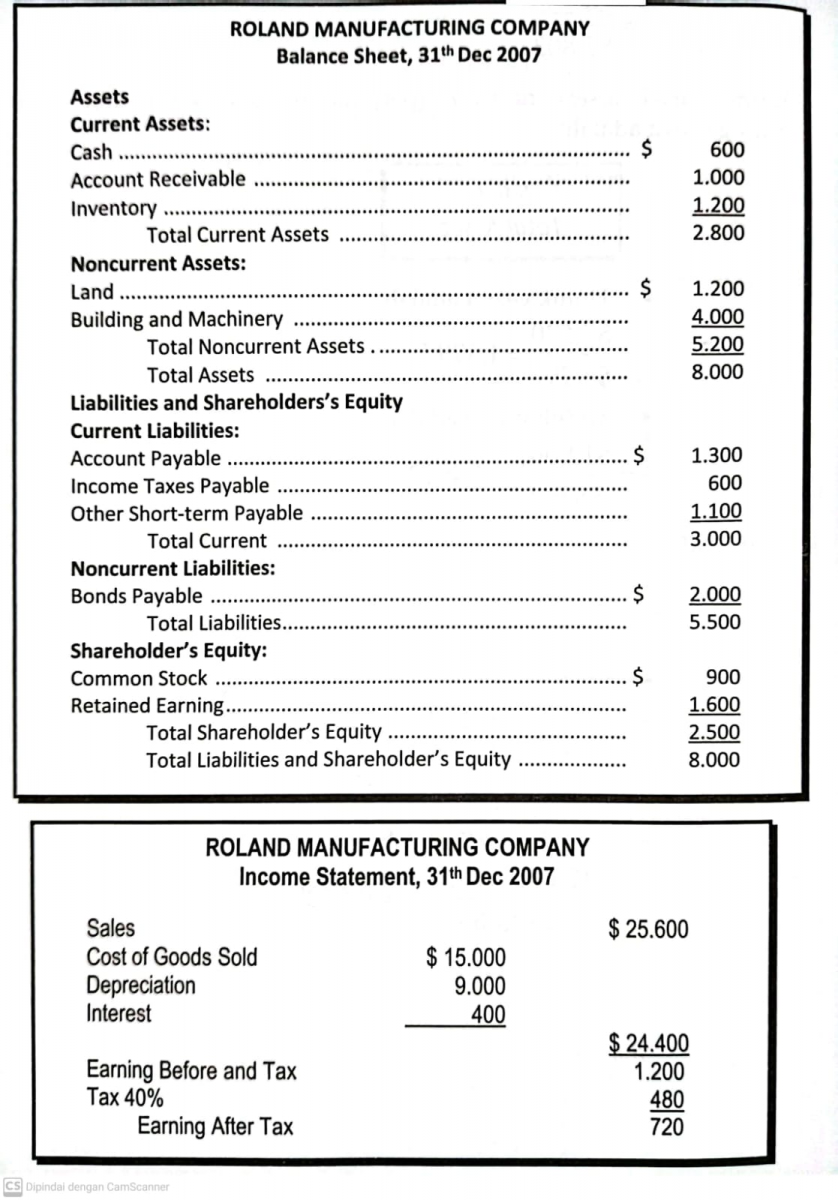 ROLAND MANUFACTURING COMPANY
Balance Sheet, 31th Dec 2007
Assets
Current Assets:
Cash ........................................................................... $ 600
Account Receivable ........................................................ 1.000
Inventory ..................................................................... 1.200
Total Current Assets ........................................... 2.800
Noncurrent Assets:
Land ........................................................................... $ 1.200
Building and Machinery .................................................. 4.000
Total Noncurrent Assets ...................................... 5.200
Total Assets ...................................................... 8.000
Liabilities and Shareholders's Equity
Current Liabilities:
Account Payable ............................................................ $ 1.300
Income Taxes Payable .................................................... 600
Other Short-term Payable ............................................... 1.100
Total Current .................................................... 3.000
Noncurrent Liabilities:
Bonds Payable .............................................................. $ 2.000
Total Liabilities................................................... 5.500
Shareholder's Equity:
Common Stock ............................................................. $ 900
Retained Earning............................................................ 1.600
Total Shareholder's Equity ................................... 2.500
Total Liabilities and Shareholder's Equity .................. 8.000
ROLAND MANUFACTURING COMPANY
Income Statement, 31th Dec 2007
Sales $ 25.600
Cost of Goods Sold $ 15.000
Depreciation 9.000
Interest 400
$ 24.400
Earning Before and Tax 1.200
Tax 40% 480
Earning After Tax 720
CS Dipindai dengan CamScanner